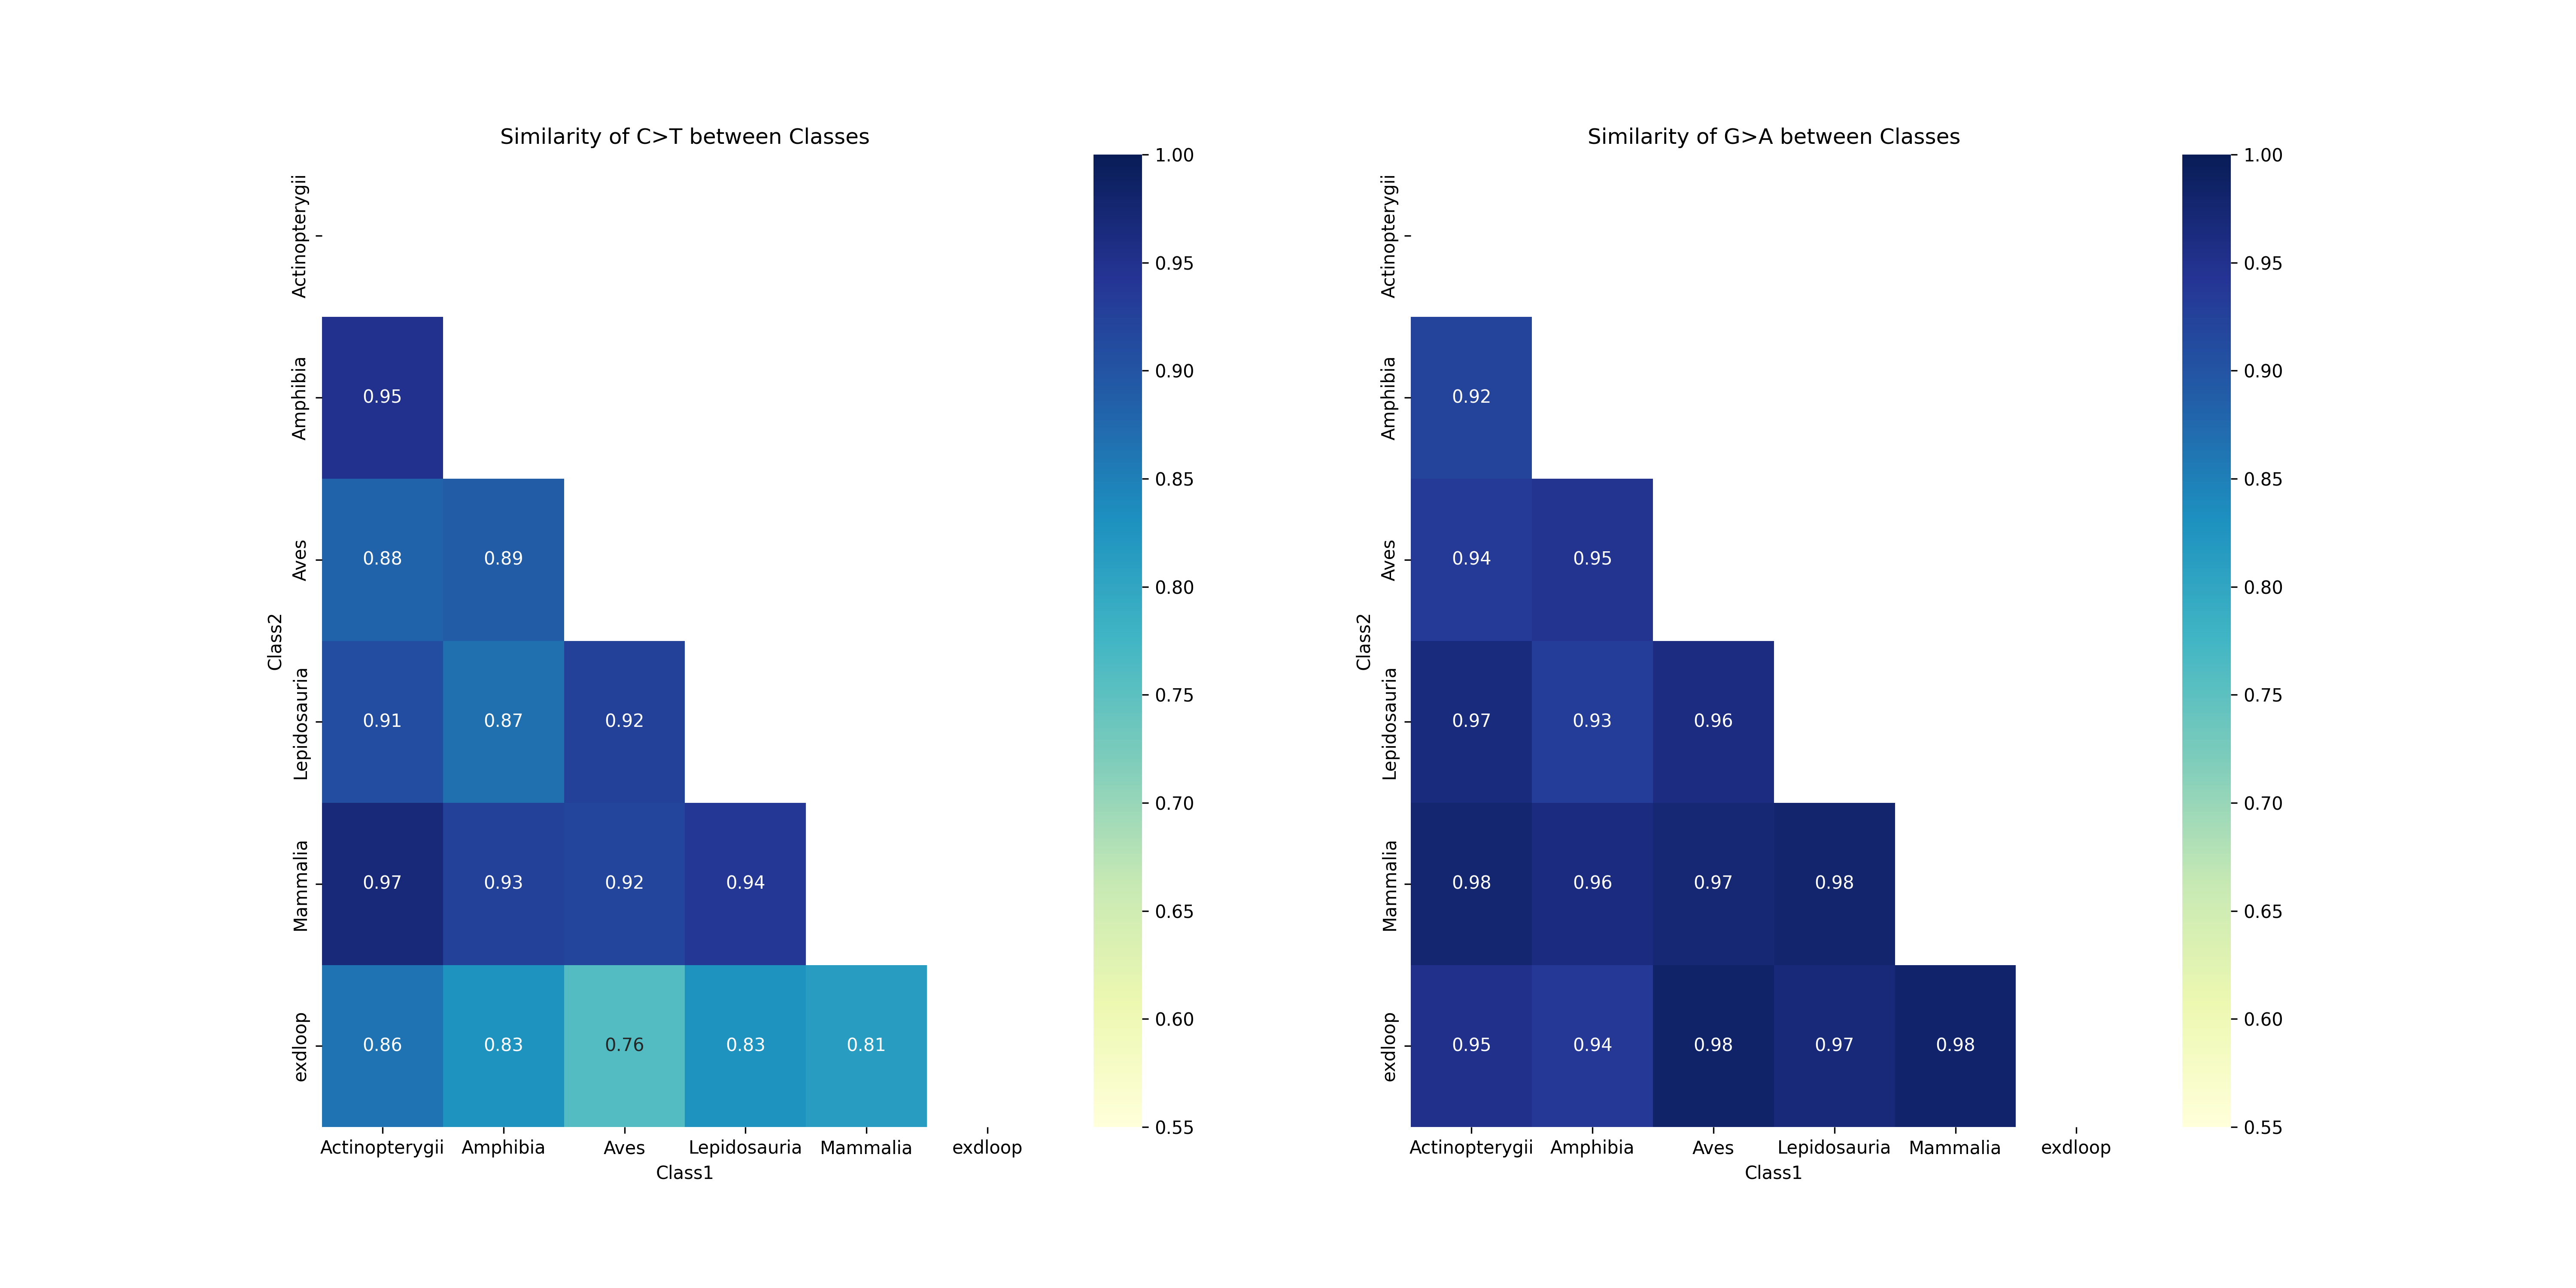 Similarity of C>T between Classes
Class2
Actinopterygii
Amphibia
0.95
Aves
0.88 0.89
Lepidosauria
0.91 0.87 0.92
Mammalia
0.97 0.93 0.92 0.94
exdloop
0.86 0.83 0.76 0.83 0.81
Actinopterygii Amphibia Aves Lepidosauria Mammalia exdloop
Class1
1.00
0.95
0.90
0.85
0.80
0.75
0.70
0.65
0.60
0.55
Similarity of G>A between Classes
Class2
Actinopterygii
Amphibia
0.92
Aves
0.94 0.95
Lepidosauria
0.97 0.93 0.96
Mammalia
0.98 0.96 0.97 0.98
exdloop
0.95 0.94 0.98 0.97 0.98
Actinopterygii Amphibia Aves Lepidosauria Mammalia exdloop
Class1
1.00
0.95
0.90
0.85
0.80
0.75
0.70
0.65
0.60
0.55